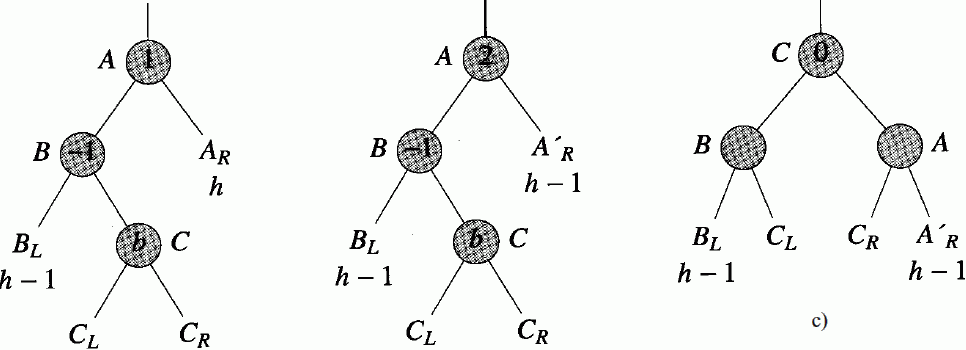 A 1
B -1
A_R
h
B_L
h − 1
b C
C_L
C_R
A 2
B -1
A´_R
h − 1
B_L
h − 1
b C
C_L
C_R
C 0
B
A
B_L
h − 1
C_L
C_R
A´_R
h − 1
c)